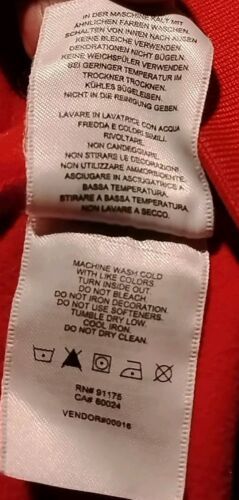 IN DER MASCHINE KALT MIT
ÄHNLICHEN FARBEN WASCHEN.
SCHALTEN VON INNEN NACH AUSSEN
KEINE BLEICHE VERWENDEN.
DEKORATIONEN NICHT BÜGELN.
KEINE WEICHSPÜLER VERWENDEN.
BEI GERINGER TEMPERATUR IM
TROCKNER TROCKNEN.
KÜHLES BÜGELEISEN.
NICHT IN DIE REINIGUNG GEBEN.
LAVARE IN LAVATRICE CON ACQUA
FREDDA E COLORI SIMILI.
RIVOLTARE.
NON CANDEGGIARE.
NON STIRARE LE DECORAZIONI
NON UTILIZZARE AMMORBIDENTE.
ASCIUGARE IN ASCIUGATRICE A
BASSA TEMPERATURA.
STIRARE A BASSA TEMPERATURA.
NON LAVARE A SECCO.
MACHINE WASH COLD
WITH LIKE COLORS
TURN INSIDE OUT.
DO NOT BLEACH.
DO NOT IRON DECORATION.
DO NOT USE SOFTENERS.
TUMBLE DRY LOW.
COOL IRON.
DO NOT DRY CLEAN.
RN# 91175
CA# 60024
VENDOR#00016